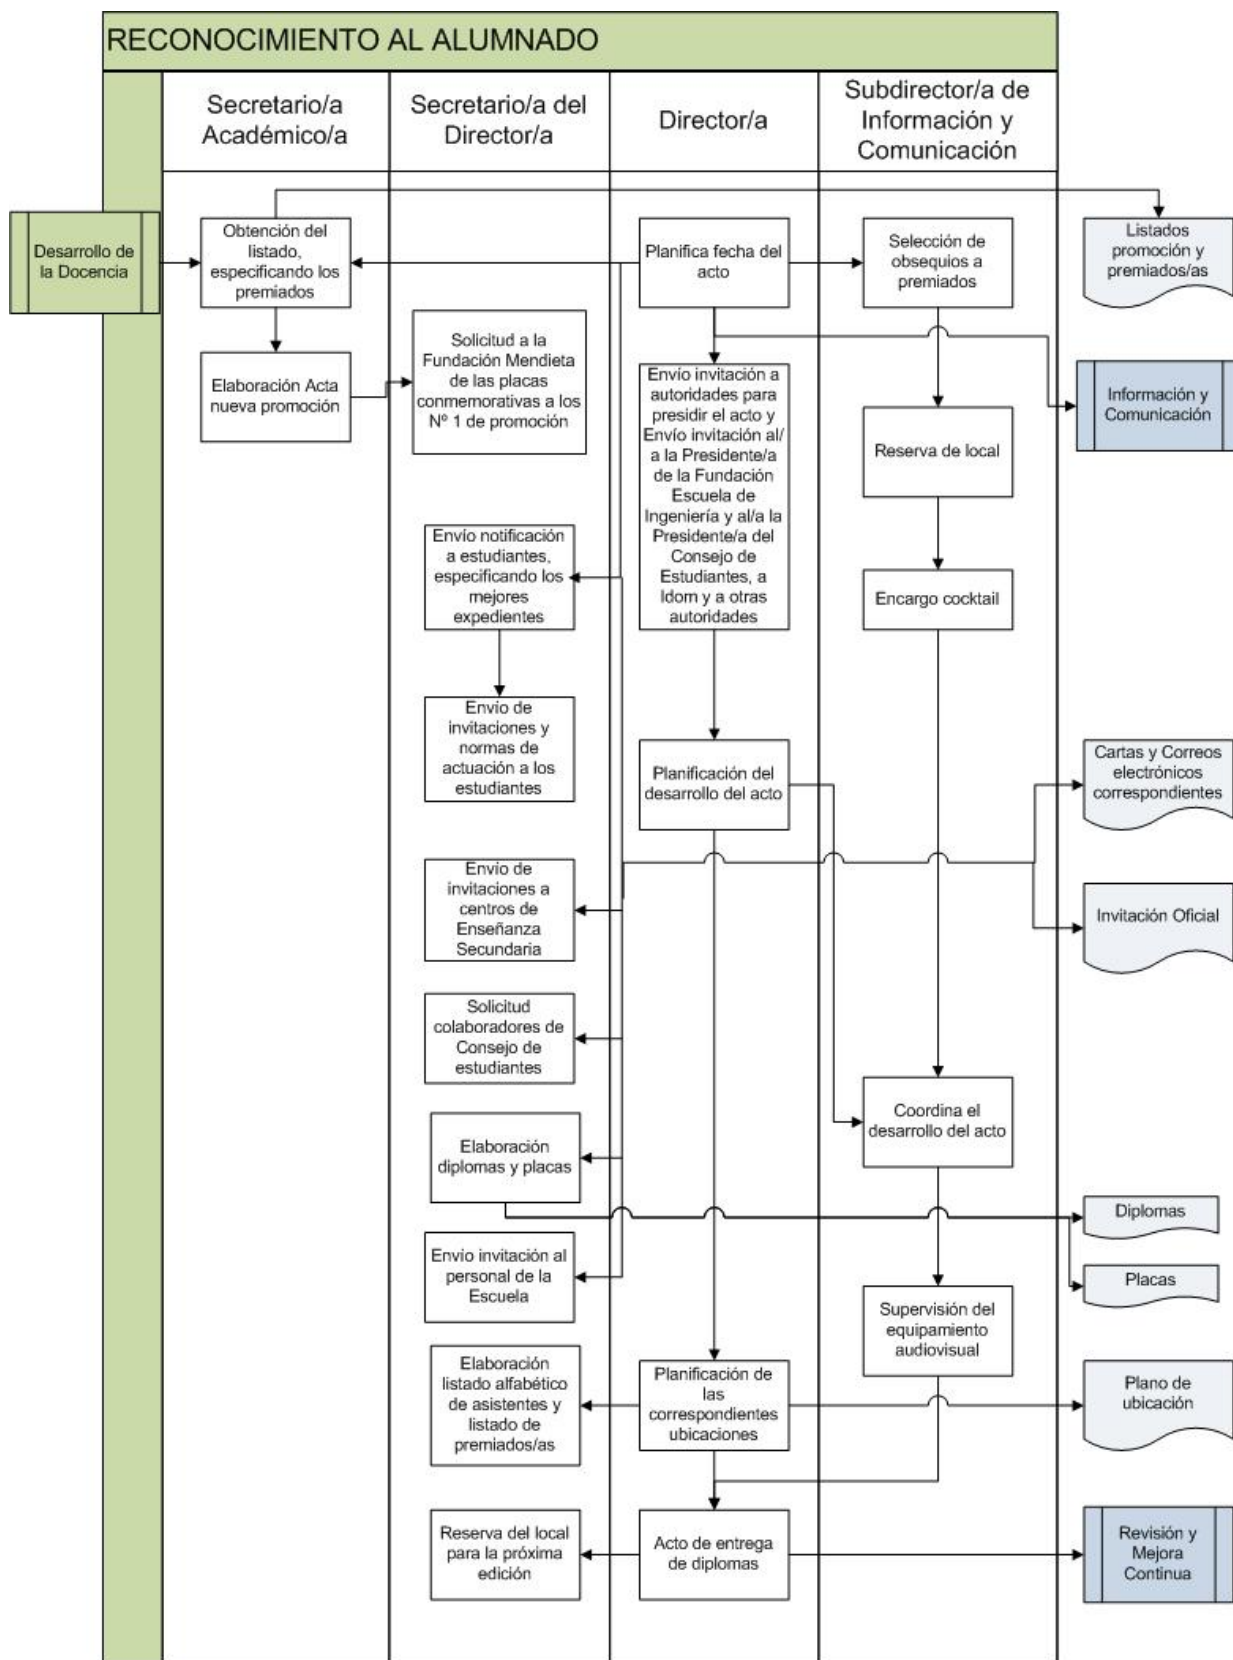 RECONOCIMIENTO AL ALUMNADO
Secretario/a
Académico/a
Secretario/a del
Director/a
Director/a
Subdirector/a de
Información y
Comunicación
Desarrollo de
la Docencia
Obtención del
listado,
especificando los
premiados
Planifica fecha del
acto
Selección de
obsequios a
premiados
Listados
promoción y
premiados/as
Elaboración Acta
nueva promoción
Solicitud a la
Fundación Mendieta
de las placas
conmemorativas a los
Nº 1 de promoción
Envío invitación a
autoridades para
presidir el acto y
Envío invitación al/
a la Presidente/a
de la Fundación
Escuela de
Ingeniería y al/a la
Presidente/a del
Consejo de
Estudiantes, a
Idom y a otras
autoridades
Reserva de local
Información y
Comunicación
Envío notificación
a estudiantes,
especificando los
mejores
expedientes
Encargo cocktail
Envío de
invitaciones y
normas de
actuación a los
estudiantes
Planificación del
desarrollo del acto
Cartas y Correos
electrónicos
correspondientes
Envio de
invitaciones a
centros de
Enseñanza
Secundaria
Invitación Oficial
Solicitud
colaboradores de
Consejo de
estudiantes
Coordina el
desarrollo del acto
Elaboración
diplomas y placas
Diplomas
Envio invitación al
personal de la
Escuela
Placas
Supervisión del
equipamiento
audiovisual
Elaboración
listado alfabético
de asistentes y
listado de
premiados/as
Planificación de
las
correspondientes
ubicaciones
Plano de
ubicación
Reserva del local
para la próxima
edición
Acto de entrega
de diplomas
Revisión y
Mejora
Continua